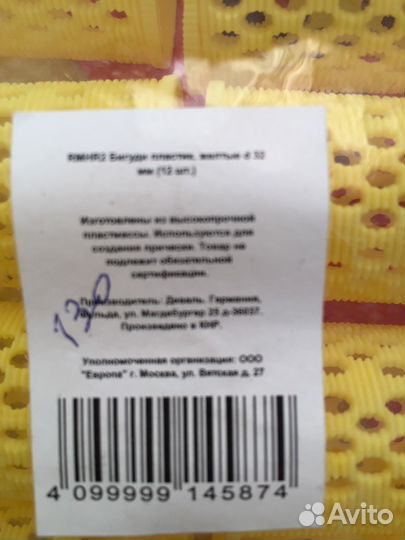 RMHR2 Бигуди пластик, желтые d 32
мм (12 шт.)
Изготовлены из высокопрочной
пластмассы. Используются для
создания причесок. Товар не
подлежит обязательной
сертификации.
Производитель: Деваль, Германия,
Фульда, ул. Магдебургер 25 д-36037.
Произведено в КНР.
130
Уполномоченная организация: ООО
"Европа" г. Москва, ул. Вятская д. 27
4 099999 145874
Avito